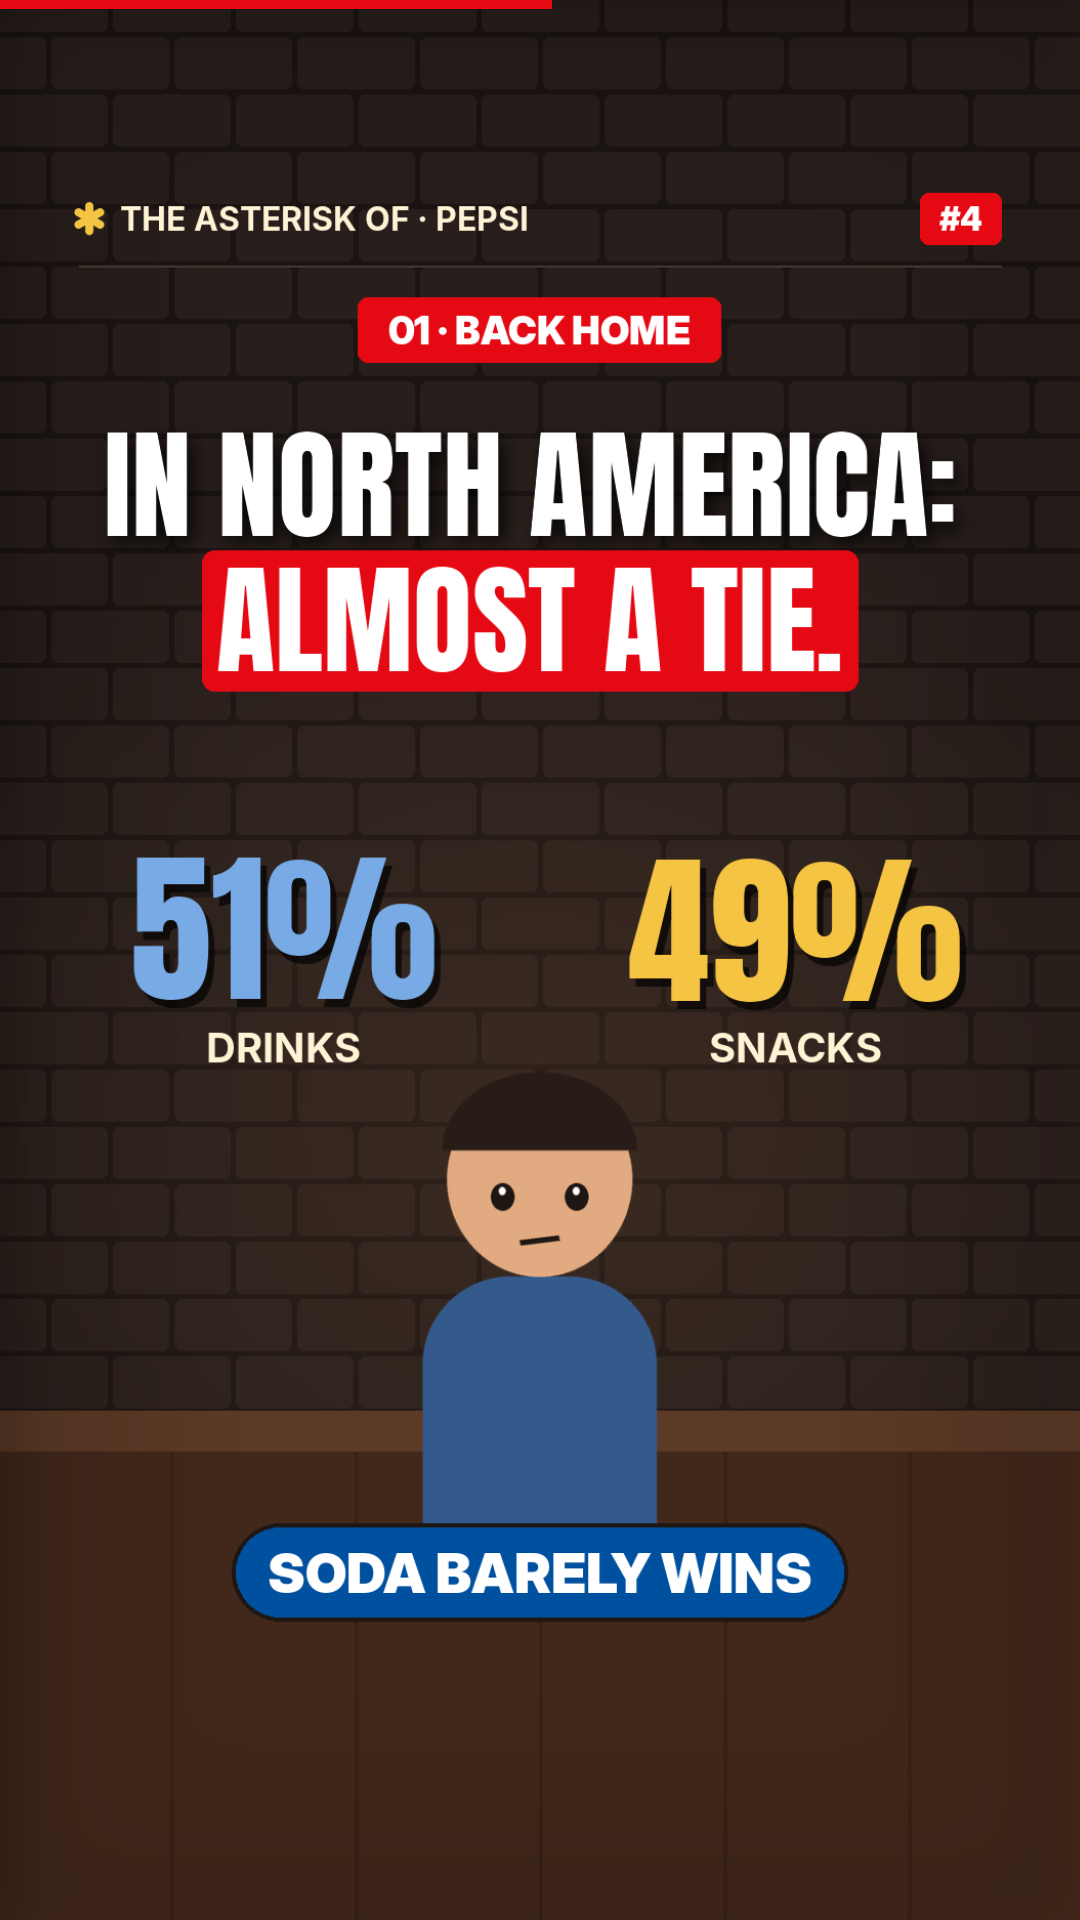 THE ASTERISK OF · PEPSI
#4
01 · BACK HOME
IN NORTH AMERICA:
ALMOST A TIE.
51%
49%
DRINKS
SNACKS
SODA BARELY WINS